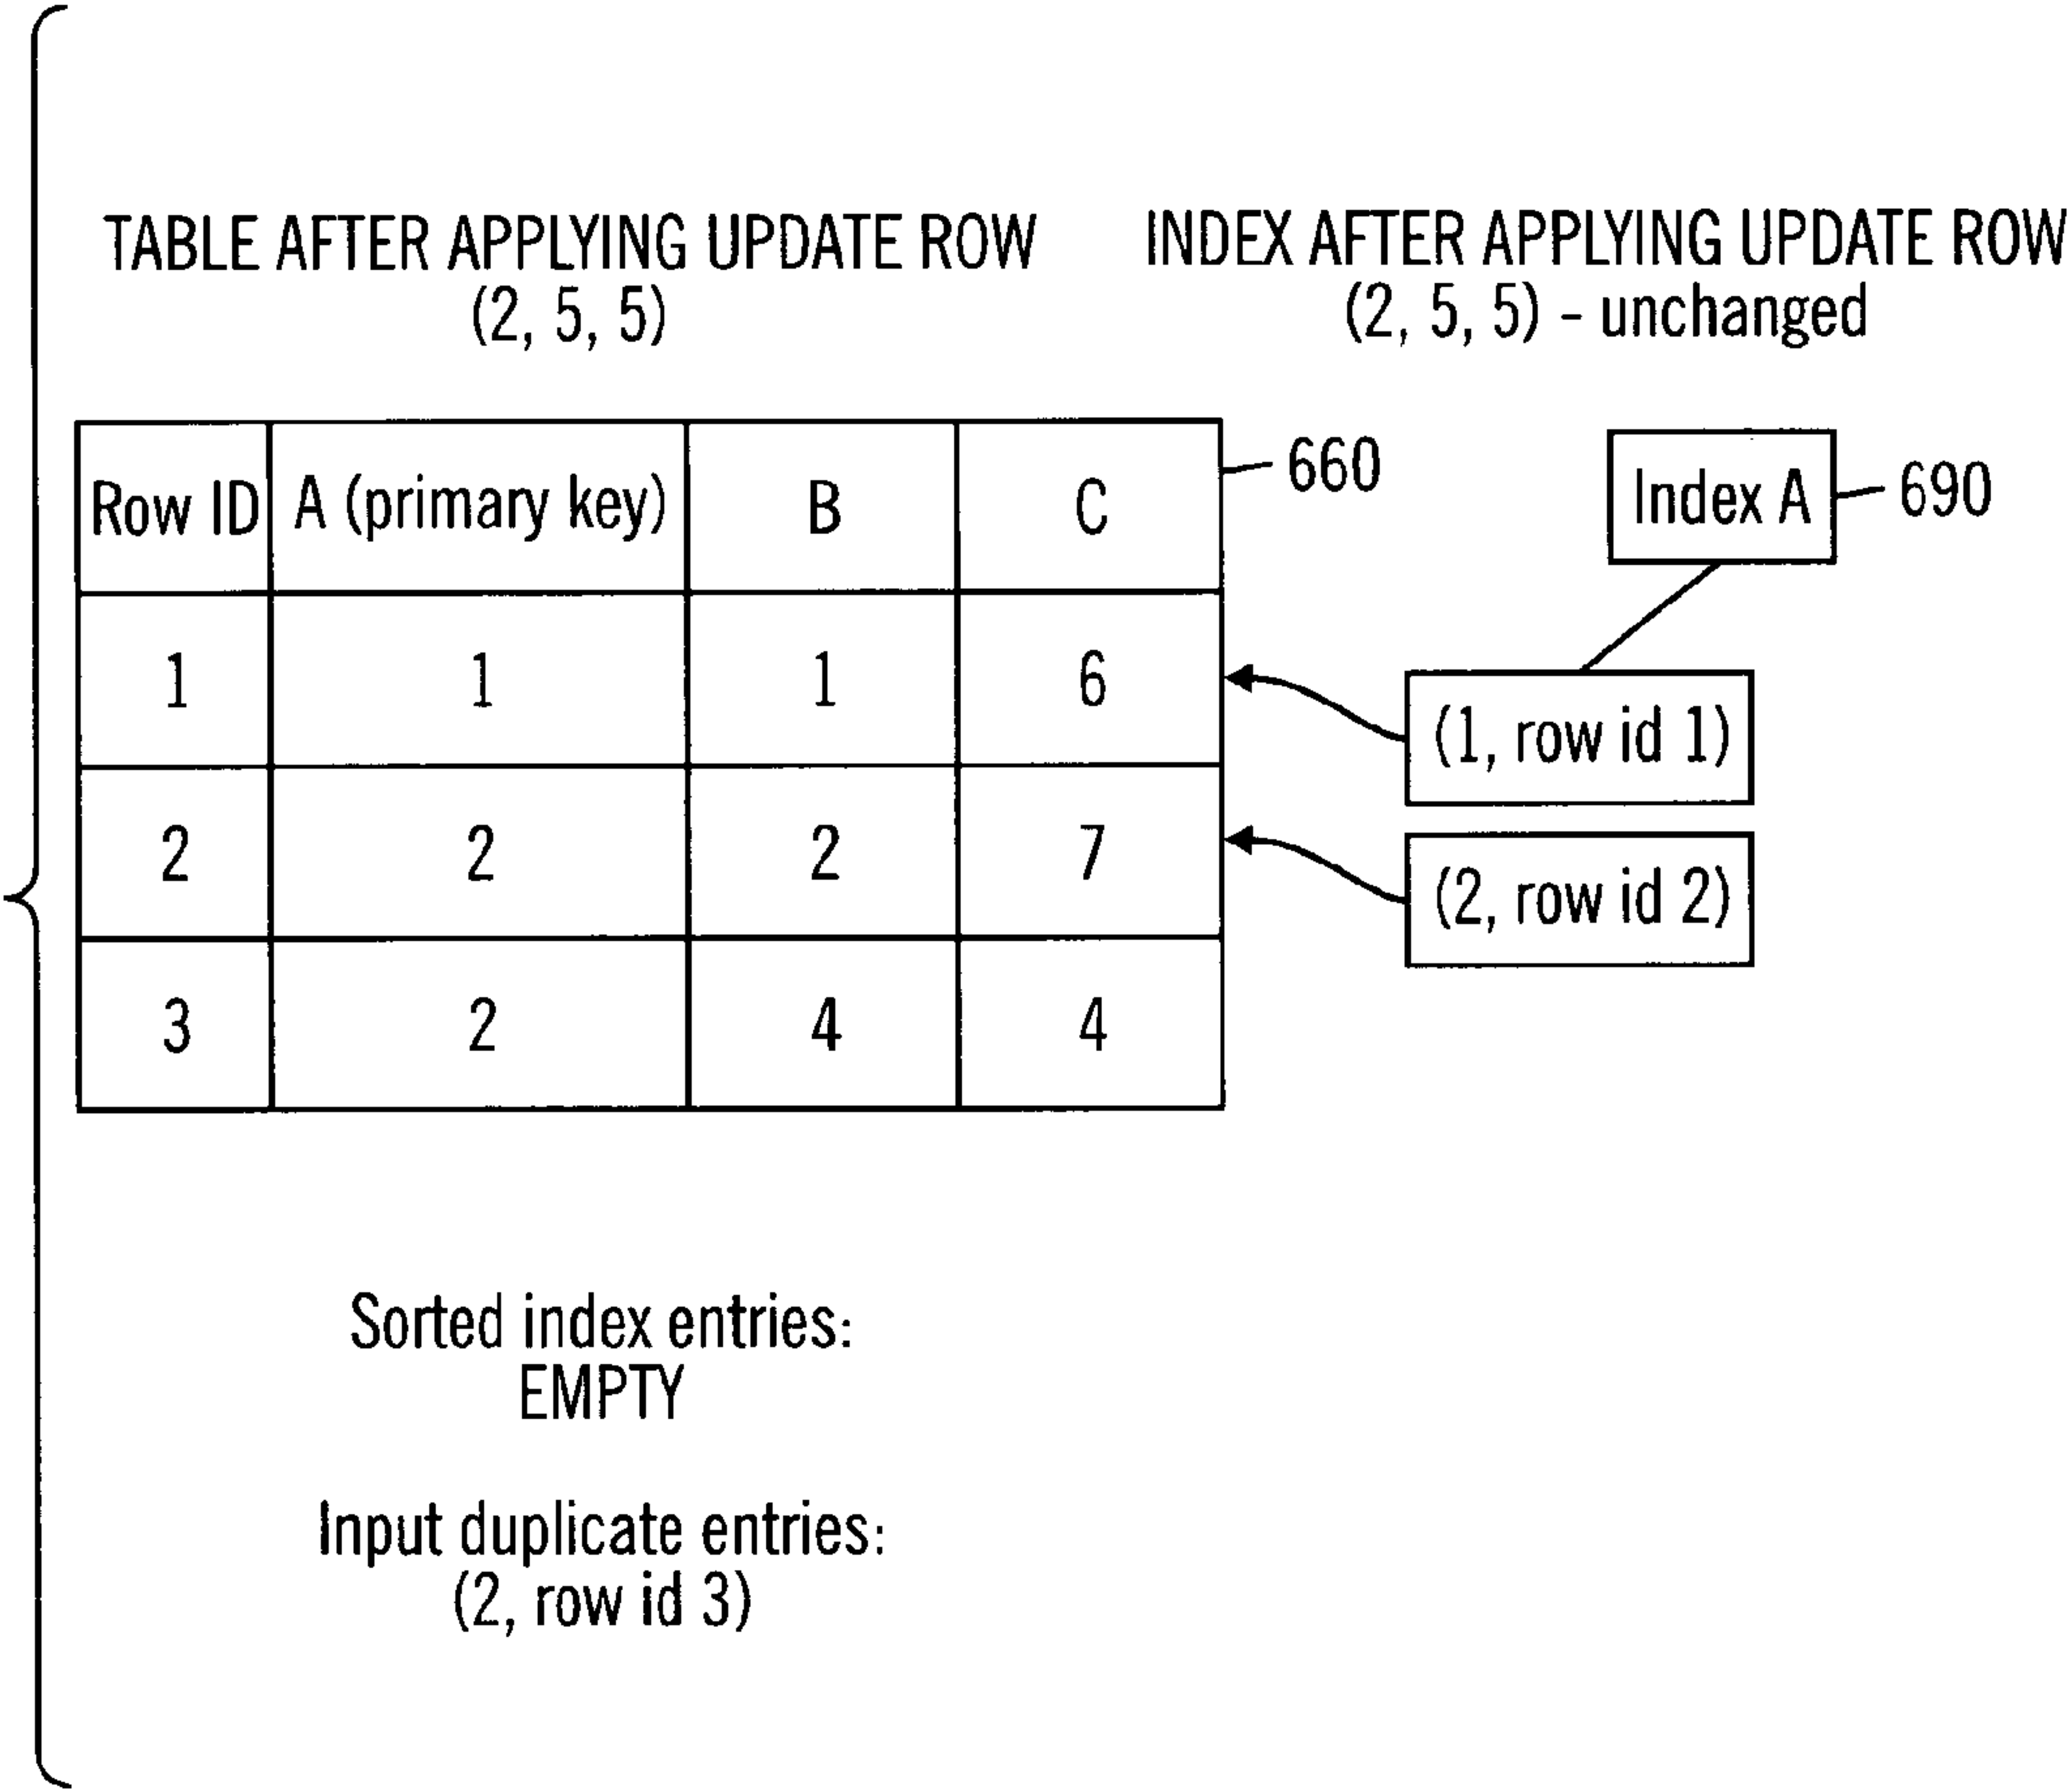 TABLE AFTER APPLYING UPDATE ROW
(2, 5, 5)
INDEX AFTER APPLYING UPDATE ROW
(2, 5, 5) - unchanged
Row ID A (primary key) B C
660
1 1 1 6
2 2 2 7
3 2 4 4
Index A
690
(1, row id 1)
(2, row id 2)
Sorted index entries:
EMPTY
Input duplicate entries:
(2, row id 3)